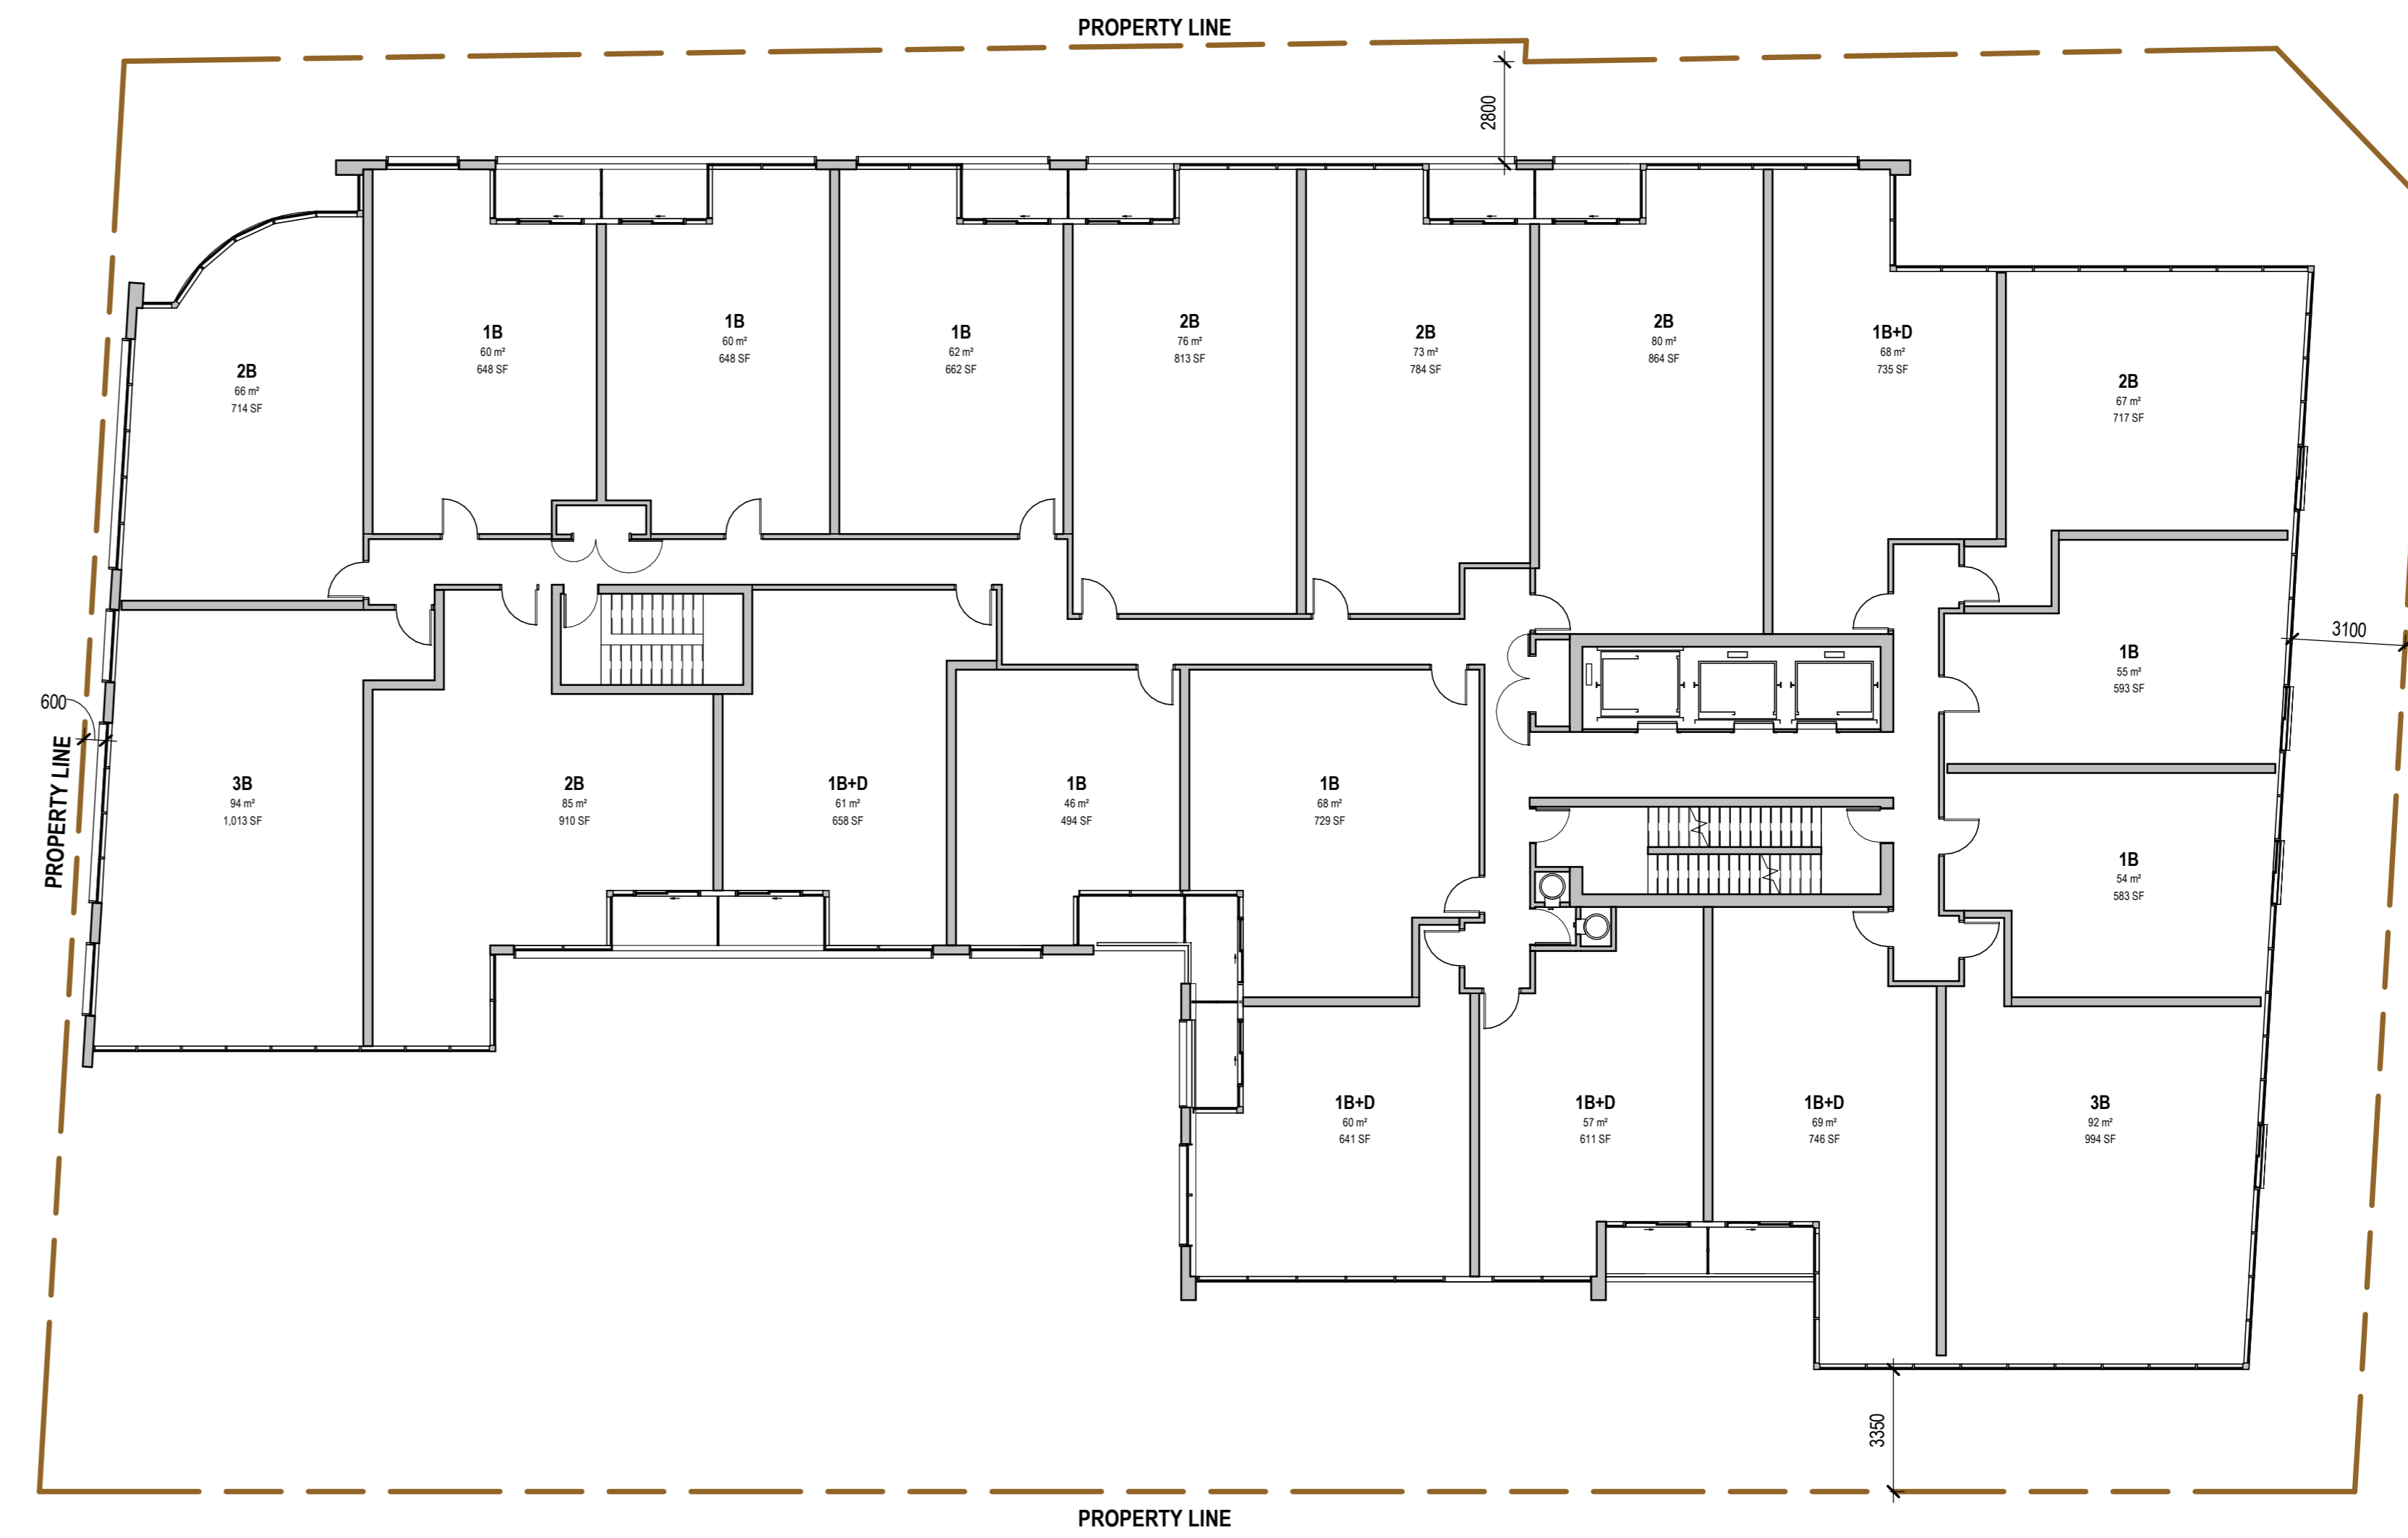 PROPERTY LINE
2800
1B
60 m²
648 SF
1B
60 m²
648 SF
1B
62 m²
662 SF
2B
76 m²
813 SF
2B
73 m²
784 SF
2B
80 m²
864 SF
1B+D
68 m²
735 SF
2B
66 m²
714 SF
2B
67 m²
717 SF
3100
1B
55 m²
593 SF
600
PROPERTY LINE
3B
94 m²
1,013 SF
2B
85 m²
910 SF
1B+D
61 m²
658 SF
1B
46 m²
494 SF
1B
68 m²
729 SF
1B
54 m²
583 SF
1B+D
60 m²
641 SF
1B+D
57 m²
611 SF
1B+D
69 m²
746 SF
3B
92 m²
994 SF
3350
PROPERTY LINE